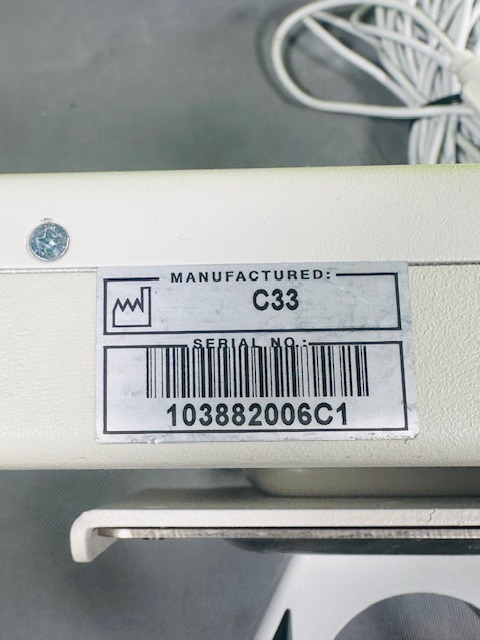 MANUFACTURED:
C33
SERIAL NO.:
103882006C1